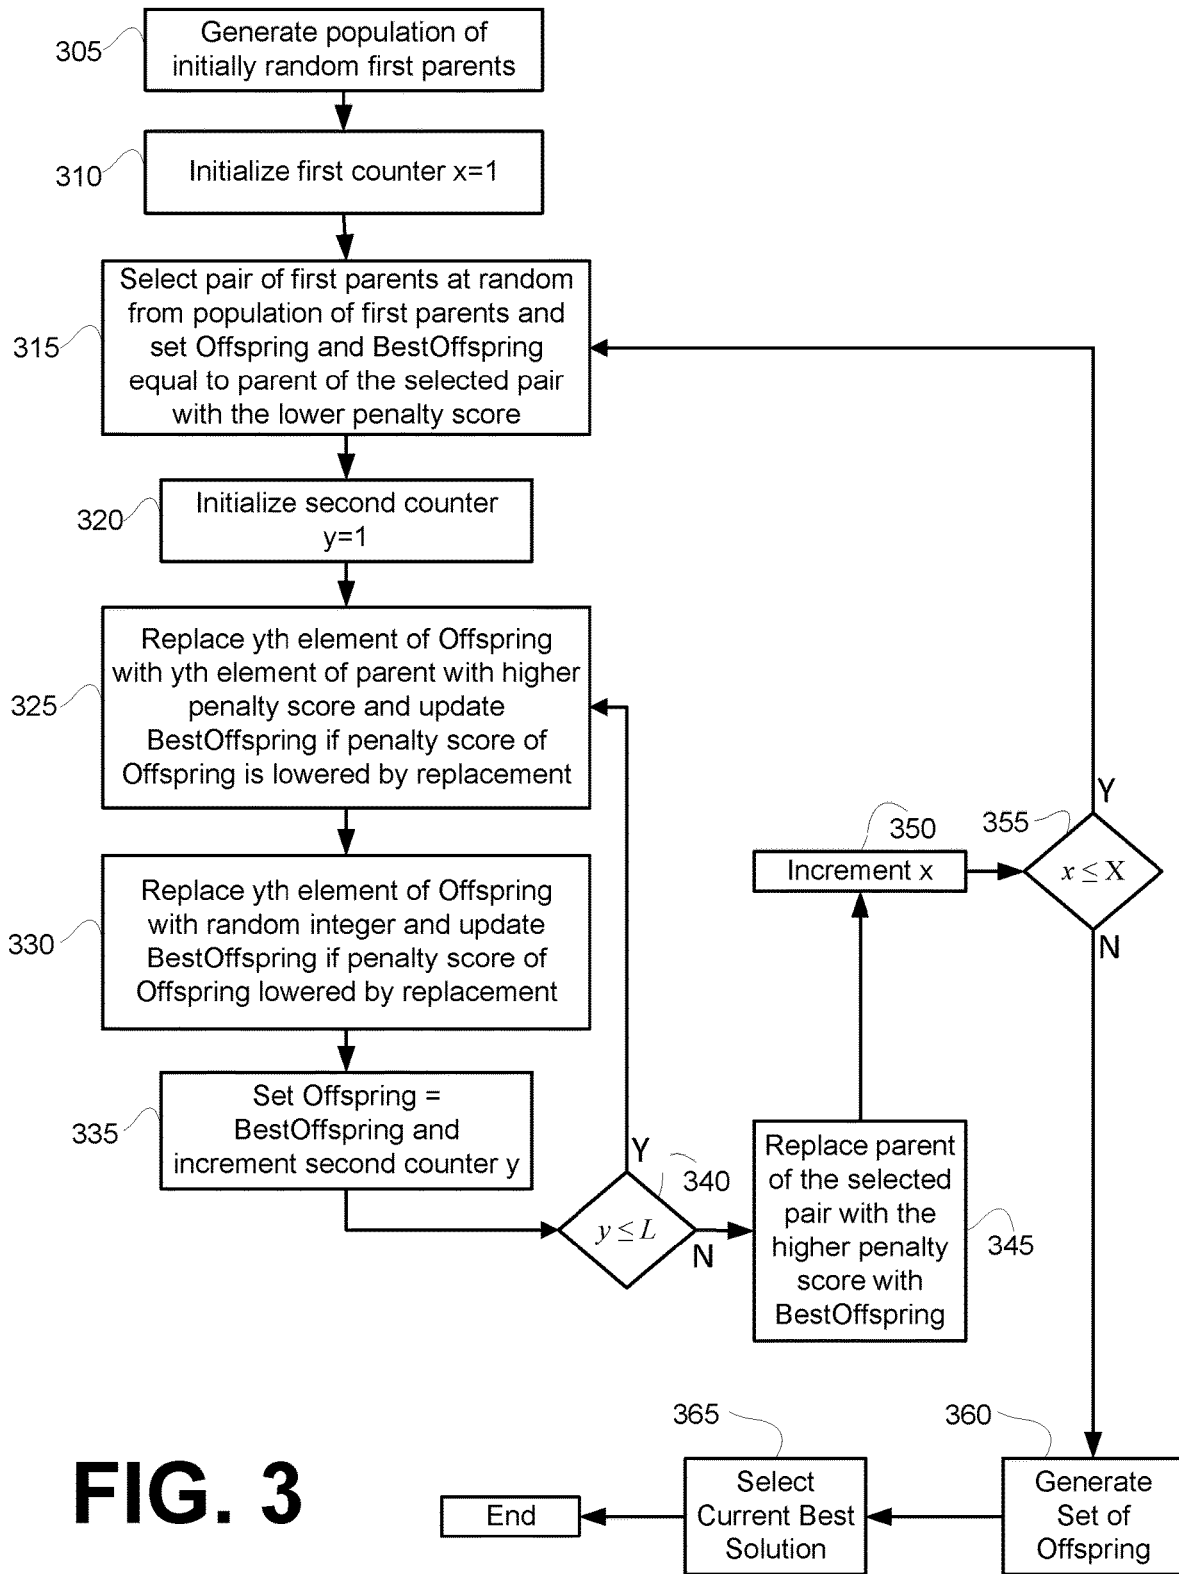 305
Generate population of
initially random first parents
310
Initialize first counter x=1
315
Select pair of first parents at random
from population of first parents and
set Offspring and BestOffspring
equal to parent of the selected pair
with the lower penalty score
320
Initialize second counter
y=1
325
Replace yth element of Offspring
with yth element of parent with higher
penalty score and update
BestOffspring if penalty score of
Offspring is lowered by replacement
330
Replace yth element of Offspring
with random integer and update
BestOffspring if penalty score of
Offspring lowered by replacement
335
Set Offspring =
BestOffspring and
increment second counter y
340
Y
y ≤ L
N
345
Replace parent
of the selected
pair with the
higher penalty
score with
BestOffspring
350
Increment x
355
Y
x ≤ X
N
360
Generate
Set of
Offspring
365
Select
Current Best
Solution
End
FIG. 3